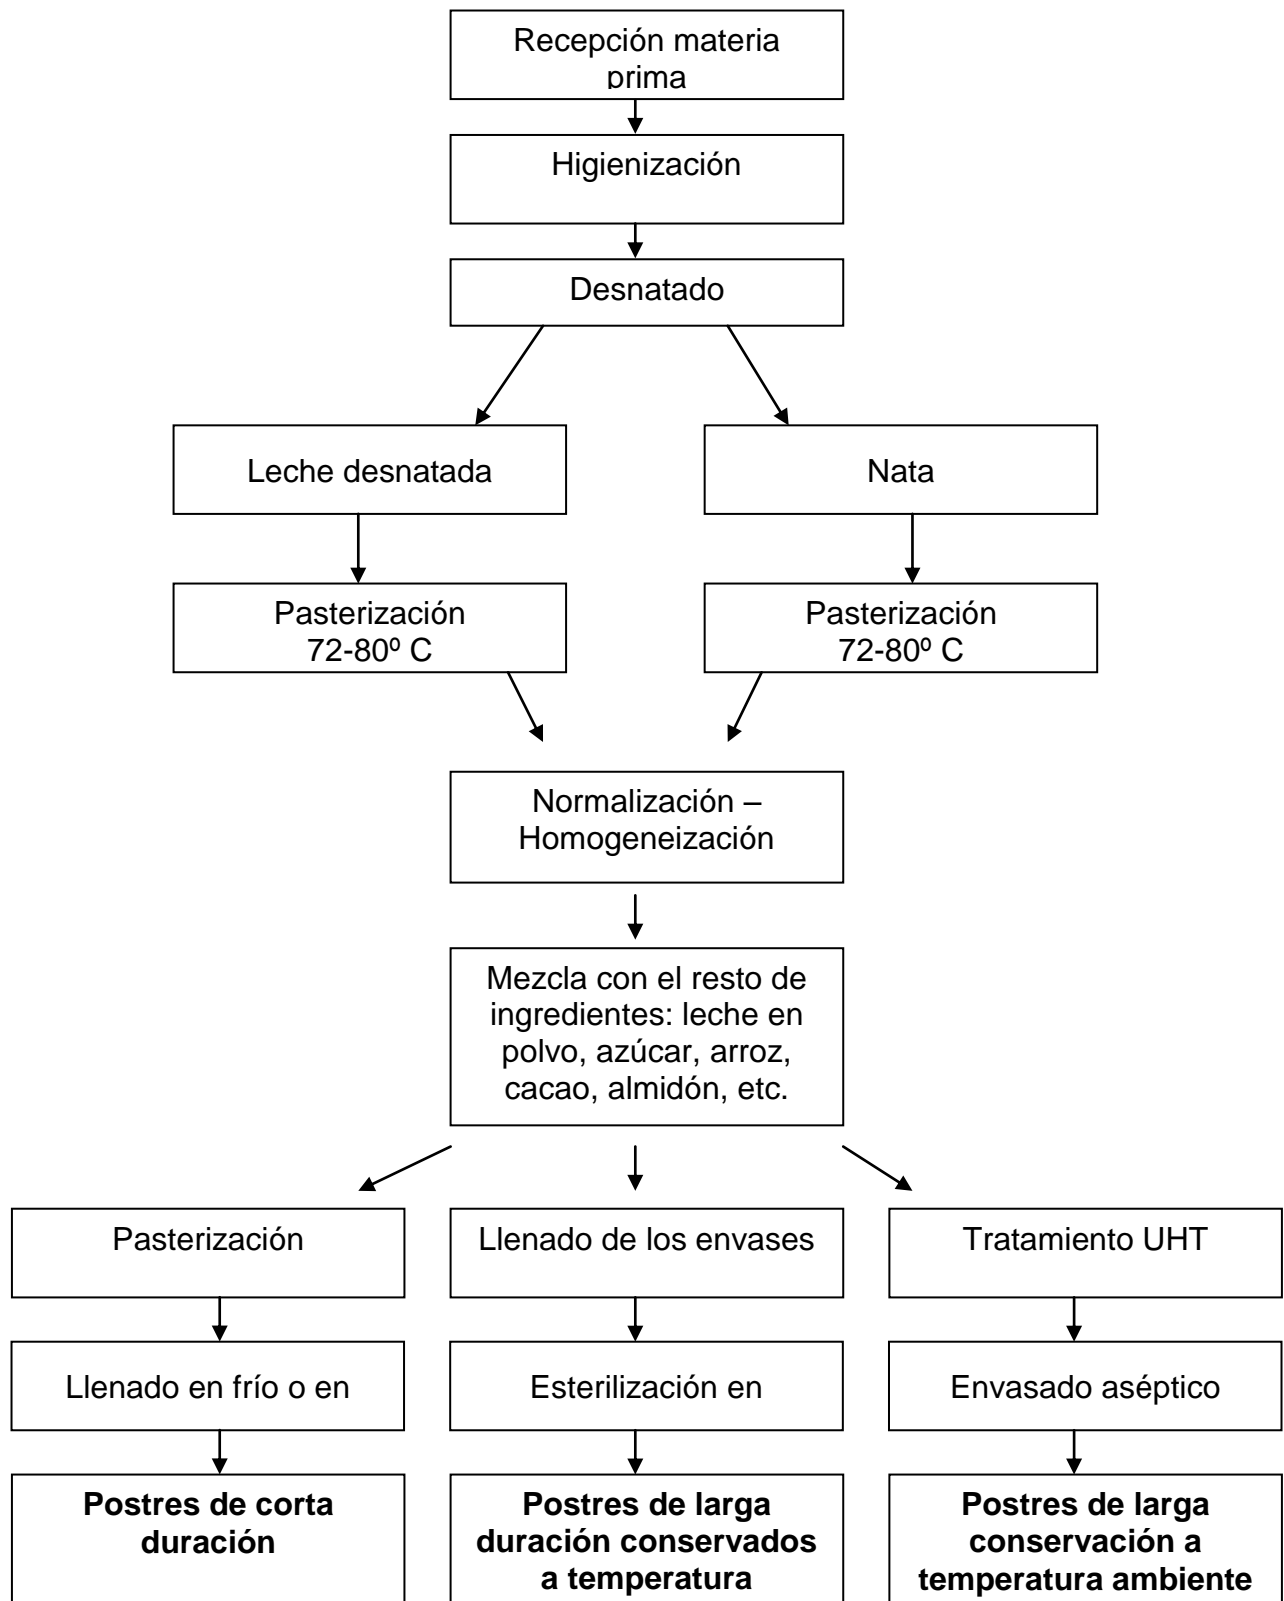 Recepción materia
prima
Higienización
Desnatado
Leche desnatada
Nata
Pasterización
72-80º C
Pasterización
72-80º C
Normalización –
Homogeneización
Mezcla con el resto de
ingredientes: leche en
polvo, azúcar, arroz,
cacao, almidón, etc.
Pasterización
Llenado de los envases
Tratamiento UHT
Llenado en frío o en
Esterilización en
Envasado aséptico
Postres de corta
duración
Postres de larga
duración conservados
a temperatura
Postres de larga
conservación a
temperatura ambiente